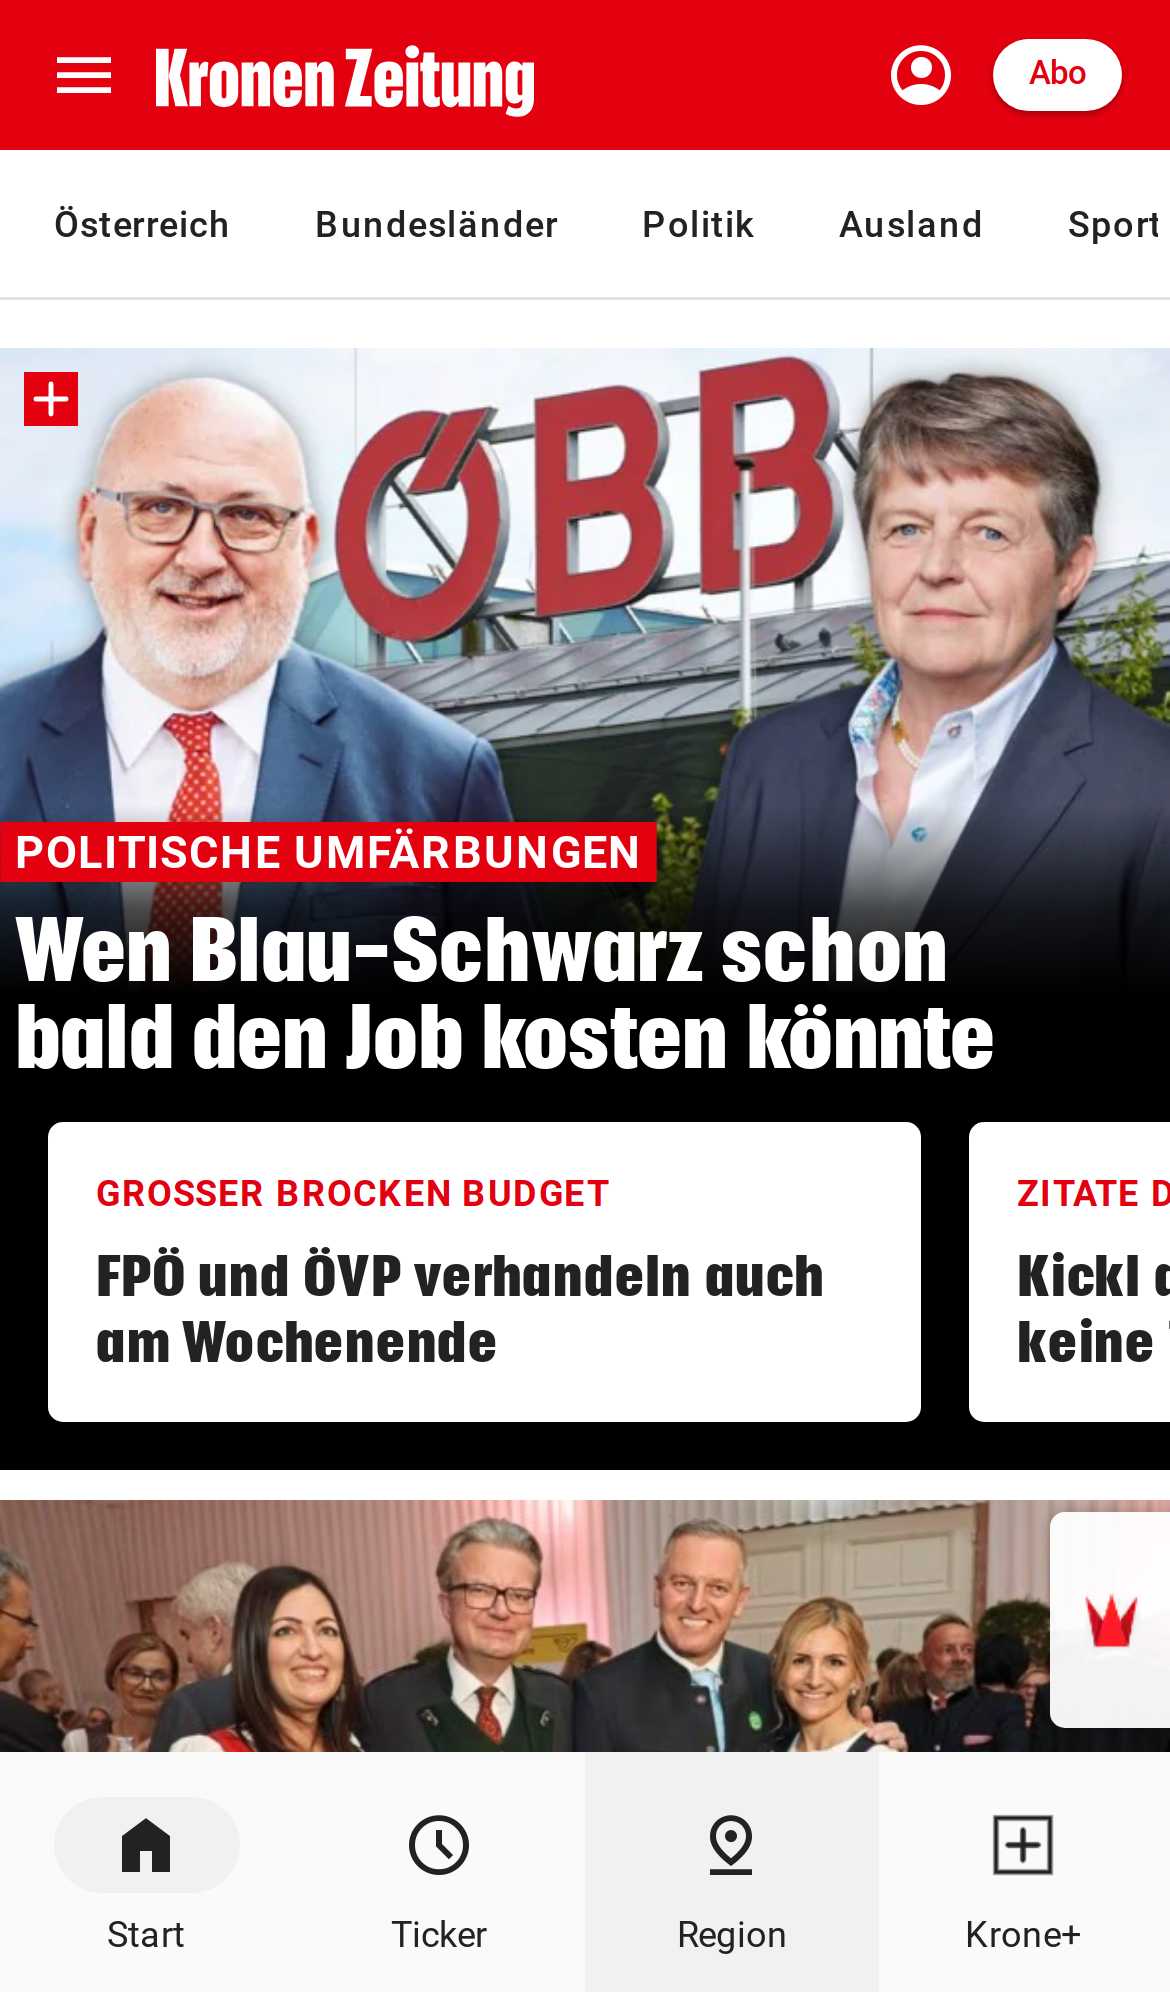 Kronen Zeitung
Abo
Österreich Bundesländer Politik Ausland Sport
ÖBB
POLITISCHE UMFÄRBUNGEN
Wen Blau-Schwarz schon
bald den Job kosten könnte
GROSSER BROCKEN BUDGET
FPÖ und ÖVP verhandeln auch
am Wochenende
ZITATE
Kickl
keine
Start Ticker Region Krone+